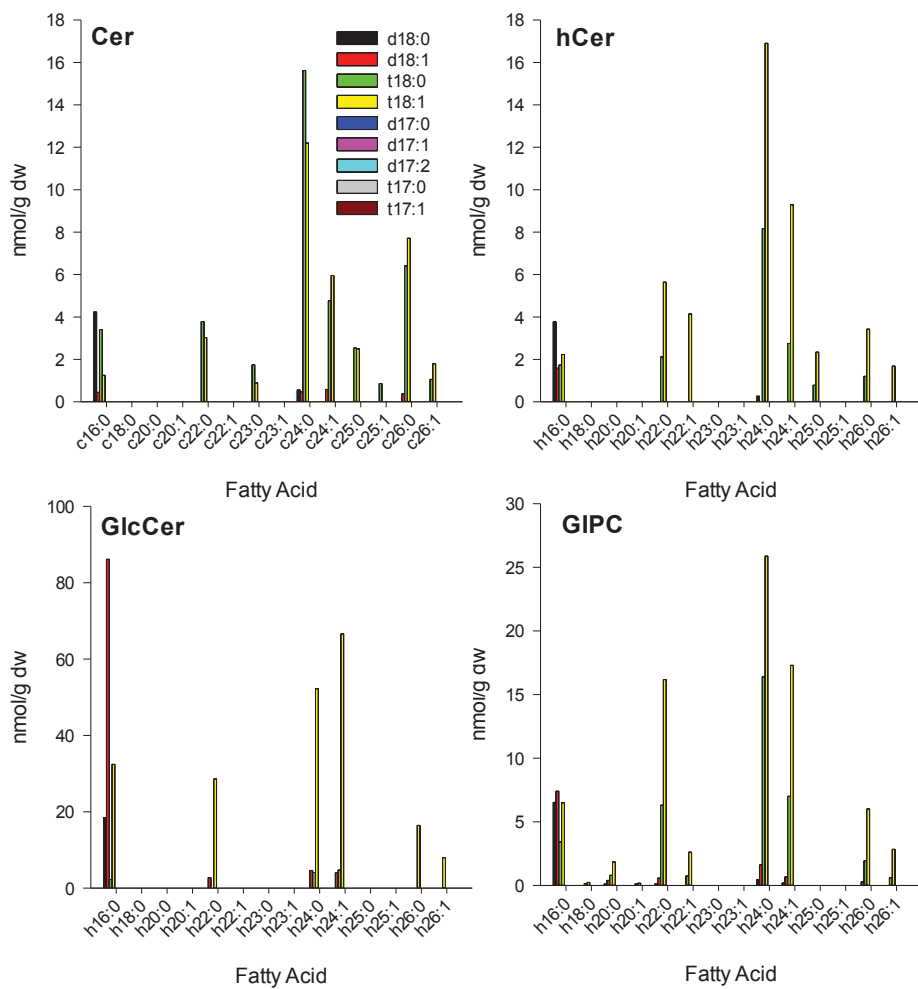 Cer
nmol/g dw
18
16
14
12
10
8
6
4
2
0
d18:0
d18:1
t18:0
t18:1
d17:0
d17:1
d17:2
t17:0
t17:1
c16:0
c18:0
c20:0
c20:1
c22:0
c22:1
c23:0
c23:1
c24:0
c24:1
c25:0
c25:1
c26:0
c26:1
Fatty Acid
hCer
nmol/g dw
18
16
14
12
10
8
6
4
2
0
h16:0
h18:0
h20:0
h20:1
h22:0
h22:1
h23:0
h23:1
h24:0
h24:1
h25:0
h25:1
h26:0
h26:1
Fatty Acid
GlcCer
nmol/g dw
100
80
60
40
20
0
h16:0
h18:0
h20:0
h20:1
h22:0
h22:1
h23:0
h23:1
h24:0
h24:1
h25:0
h25:1
h26:0
h26:1
Fatty Acid
GIPC
nmol/g dw
30
25
20
15
10
5
0
h16:0
h18:0
h20:0
h20:1
h22:0
h22:1
h23:0
h23:1
h24:0
h24:1
h25:0
h25:1
h26:0
h26:1
Fatty Acid